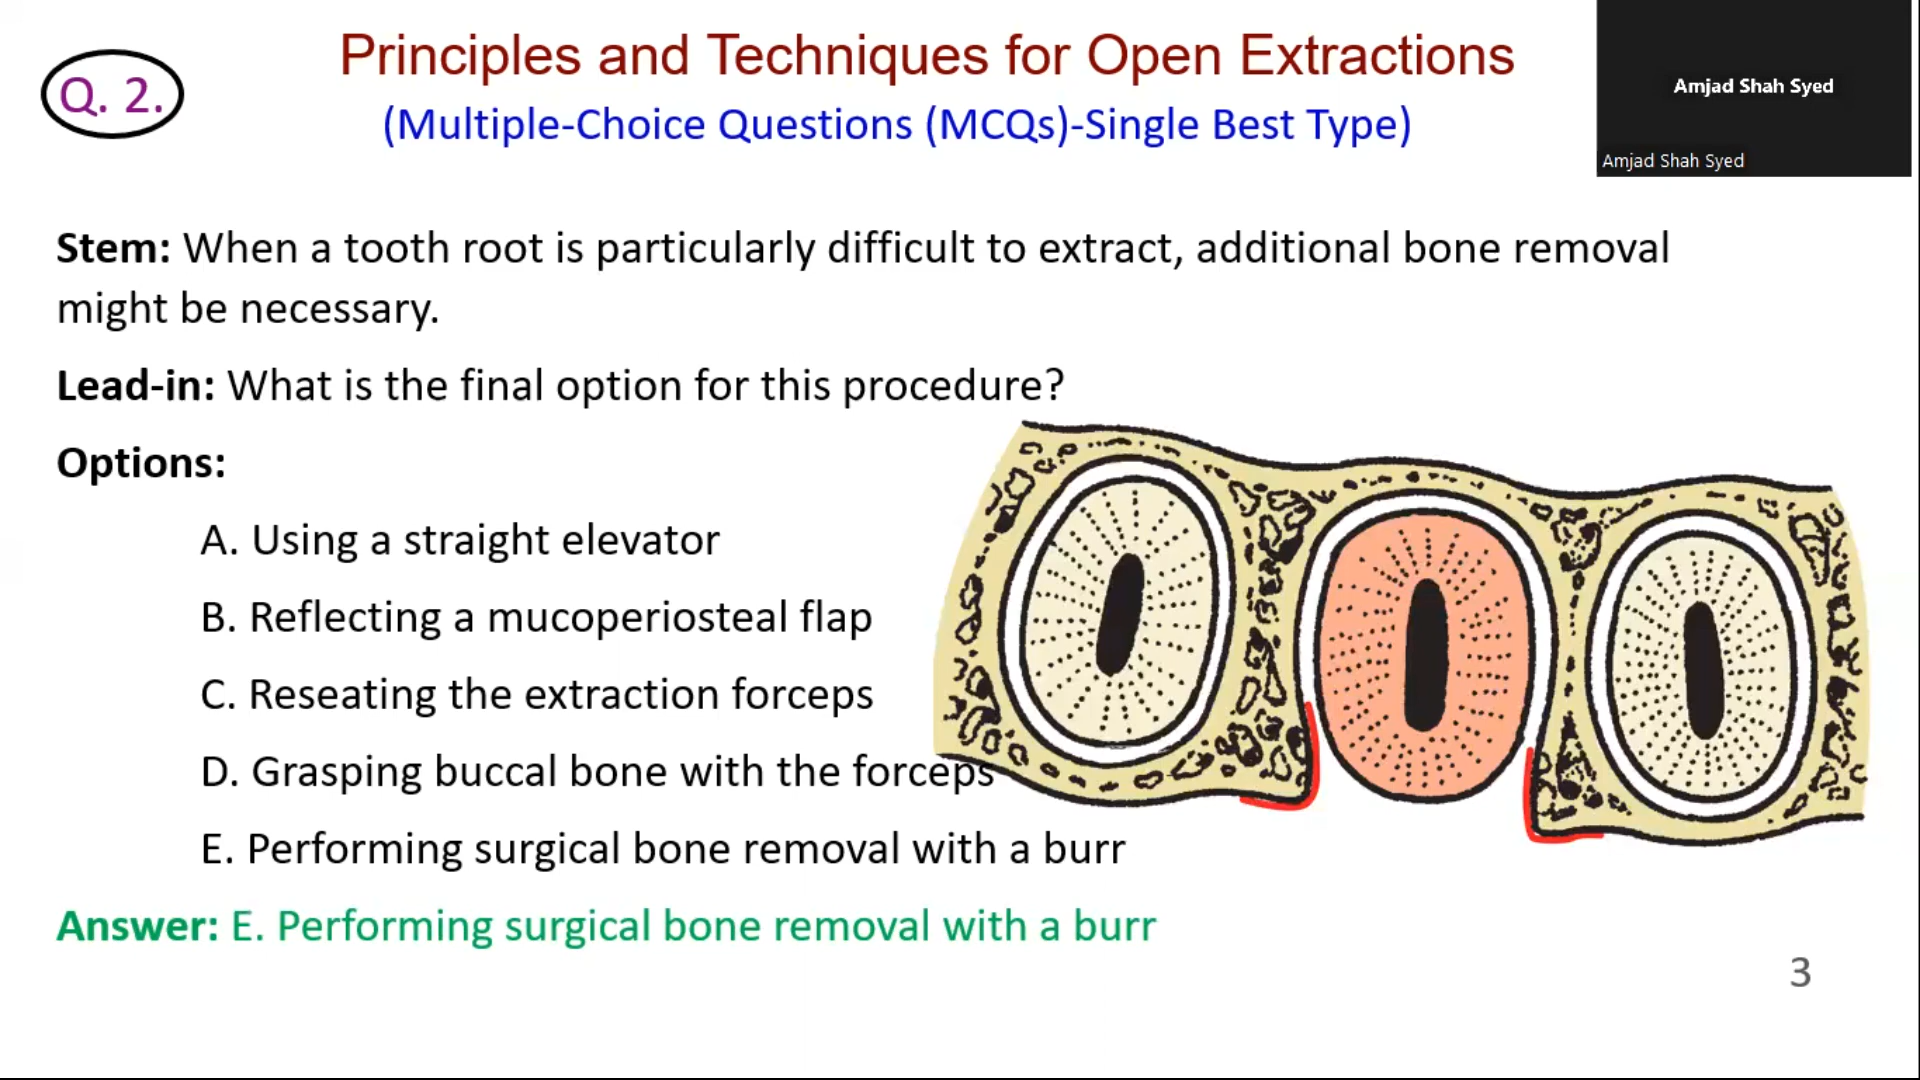 Q. 2.
Principles and Techniques for Open Extractions
(Multiple-Choice Questions (MCQs)-Single Best Type)
Amjad Shah Syed
Amjad Shah Syed
Stem: When a tooth root is particularly difficult to extract, additional bone removal
might be necessary.
Lead-in: What is the final option for this procedure?
Options:
A. Using a straight elevator
B. Reflecting a mucoperiosteal flap
C. Reseating the extraction forceps
D. Grasping buccal bone with the forceps
E. Performing surgical bone removal with a burr
Answer: E. Performing surgical bone removal with a burr
3